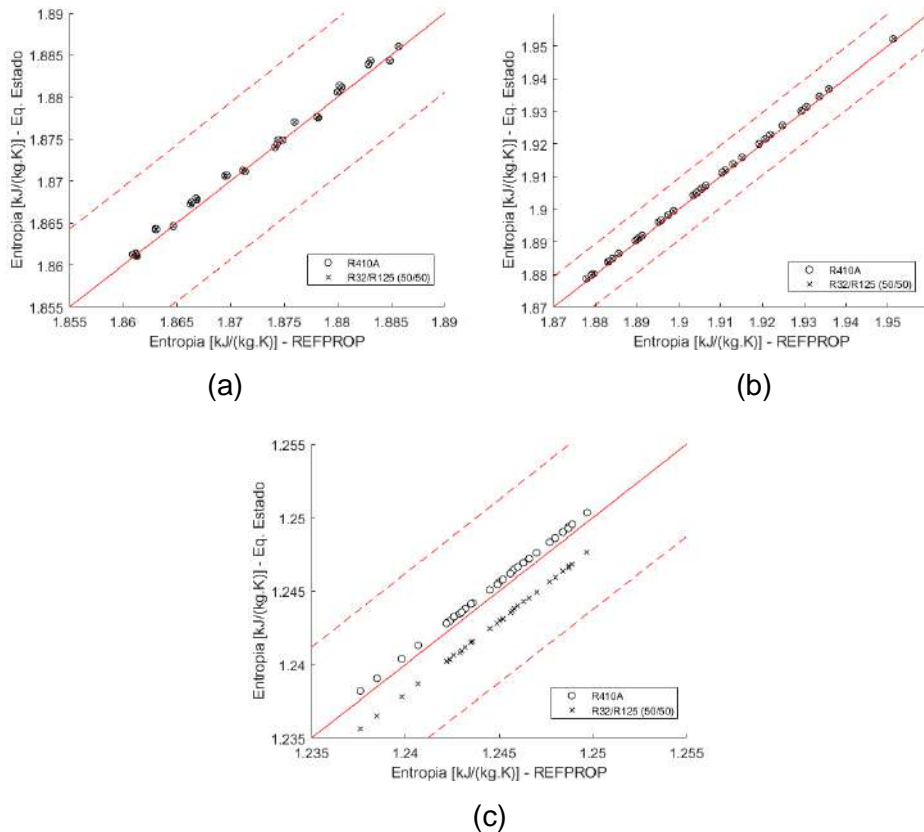 1.89
1.885
1.88
1.875
1.87
1.865
1.86
1.855
Entropia [kJ/(kg.K)] - Eq. Estado
R410A
R32/R125 (50/50)
1.855 1.86 1.865 1.87 1.875 1.88 1.885 1.89
Entropia [kJ/(kg.K)] - REFPROP
(a)
1.95
1.94
1.93
1.92
1.91
1.9
1.89
1.88
1.87
Entropia [kJ/(kg.K)] - Eq. Estado
R410A
R32/R125 (50/50)
1.87 1.88 1.89 1.9 1.91 1.92 1.93 1.94 1.95
Entropia [kJ/(kg.K)] - REFPROP
(b)
1.255
1.25
1.245
1.24
1.235
Entropia [kJ/(kg.K)] - Eq. Estado
R410A
R32/R125 (50/50)
1.235 1.24 1.245 1.25 1.255
Entropia [kJ/(kg.K)] - REFPROP
(c)